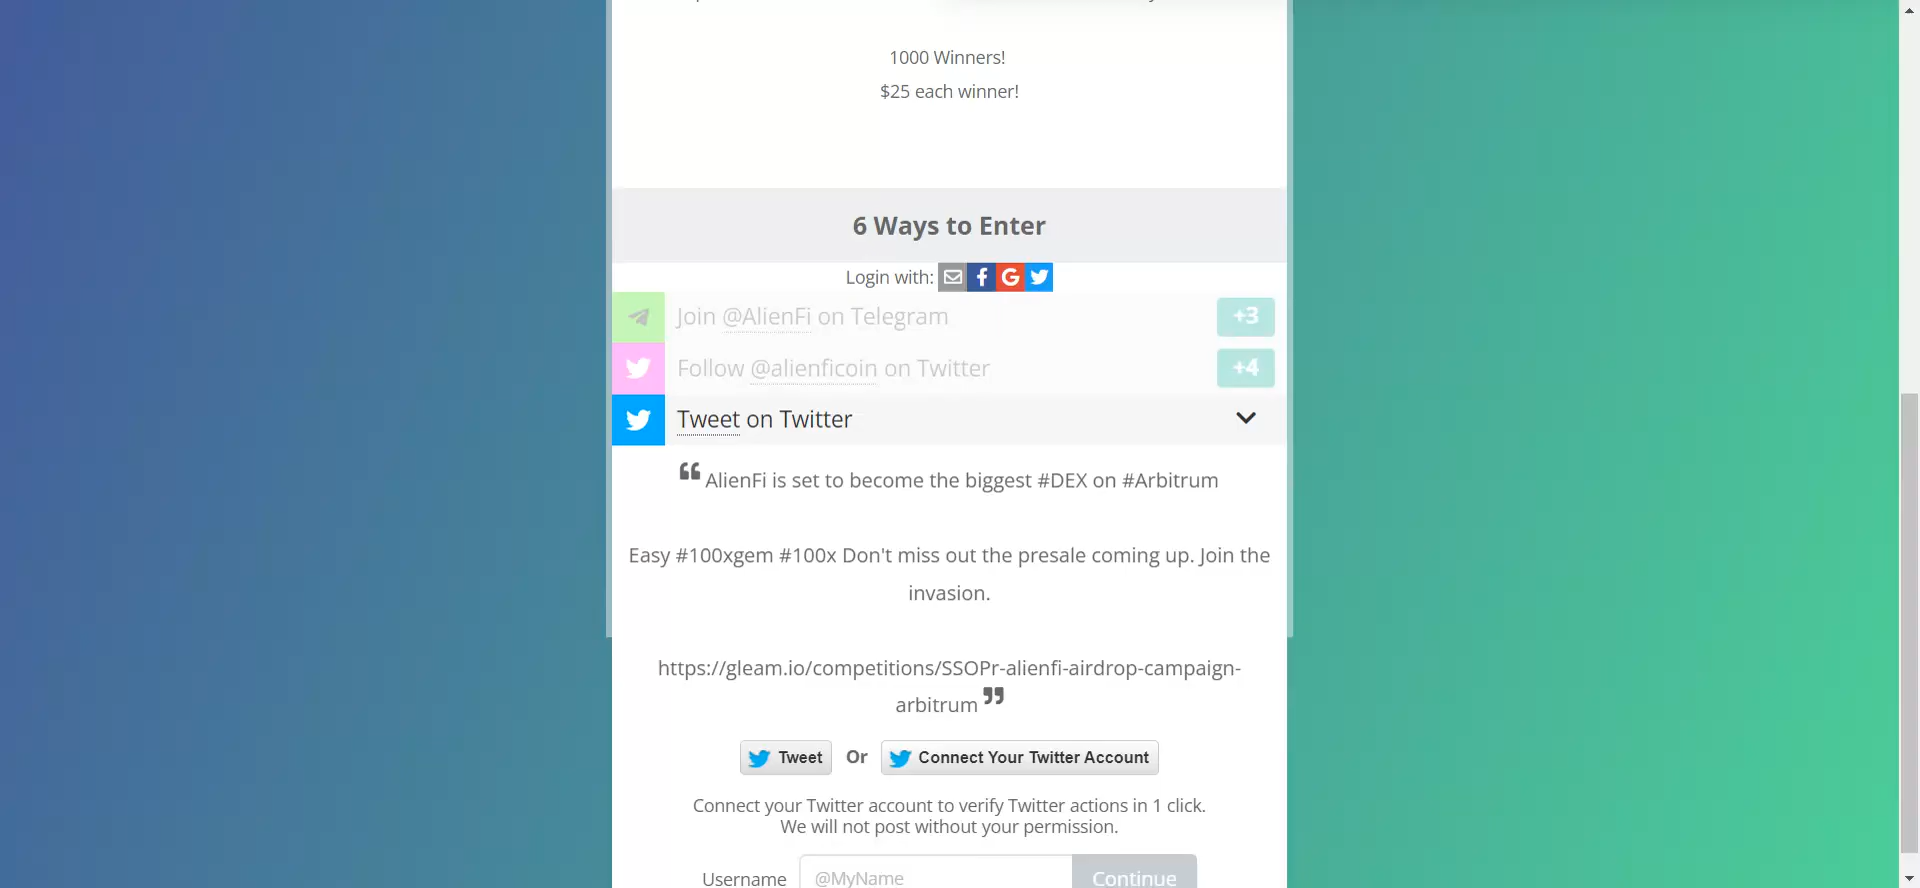 1000 Winners!
$25 each winner!
6 Ways to Enter
Login with:
Join @AlienFi on Telegram
+3
Follow @alienficoin on Twitter
+4
Tweet on Twitter
“ AlienFi is set to become the biggest #DEX on #Arbitrum
Easy #100xgem #100x Don't miss out the presale coming up. Join the
invasion.
https://gleam.io/competitions/SSOPr-alienfi-airdrop-campaign-
arbitrum ”
Tweet Or Connect Your Twitter Account
Connect your Twitter account to verify Twitter actions in 1 click.
We will not post without your permission.
Username @MyName Continue